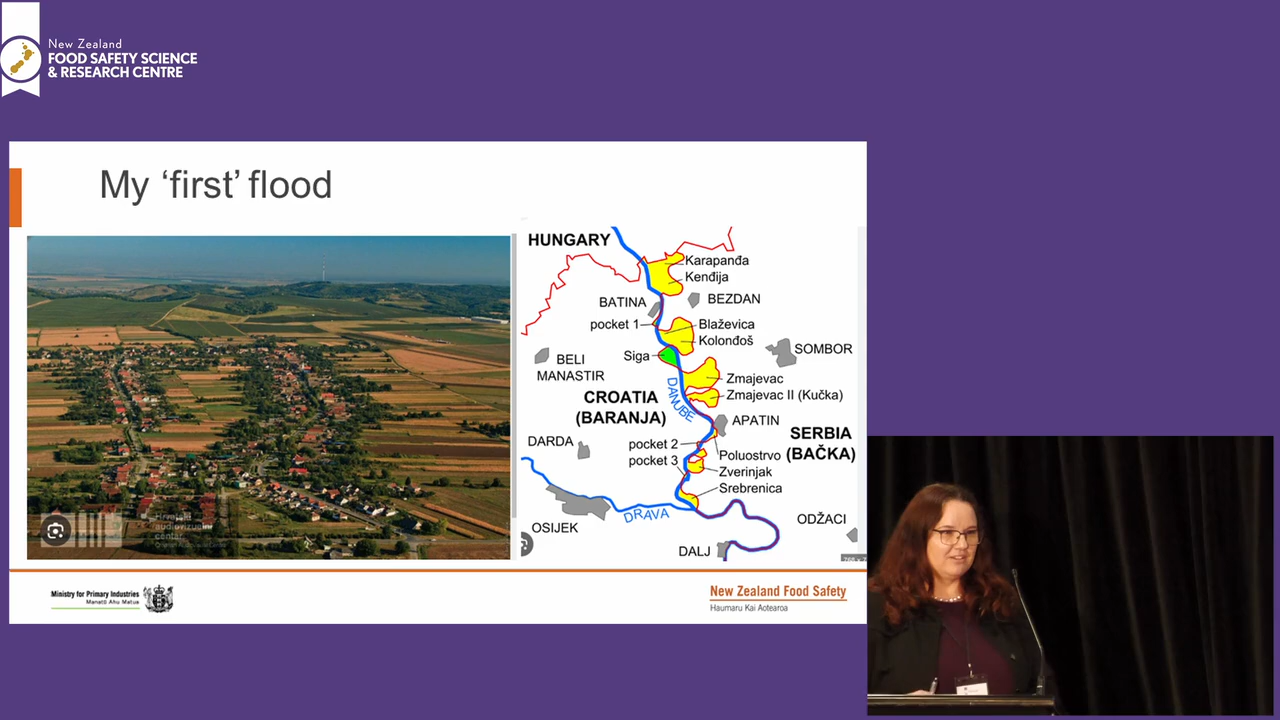 New Zealand
FOOD SAFETY SCIENCE
& RESEARCH CENTRE
My ‘first’ flood
Hrvatski
audiovizualni
centar
HUNGARY
Karapanđa
Kenđija
BATINA
BEZDAN
pocket 1
Blaževica
Kolonđoš
Siga
SOMBOR
BELI
MANASTIR
Zmajevac
Zmajevac II (Kučka)
DANUBE
CROATIA
(BARANJA)
APATIN
SERBIA
(BAČKA)
DARDA
pocket 2
pocket 3
Poluostrvo
Zverinjak
Srebrenica
OSIJEK
DRAVA
ODŽACI
DALJ
Ministry for Primary Industries
Manatū Ahu Matua
New Zealand Food Safety
Haumaru Kai Aotearoa